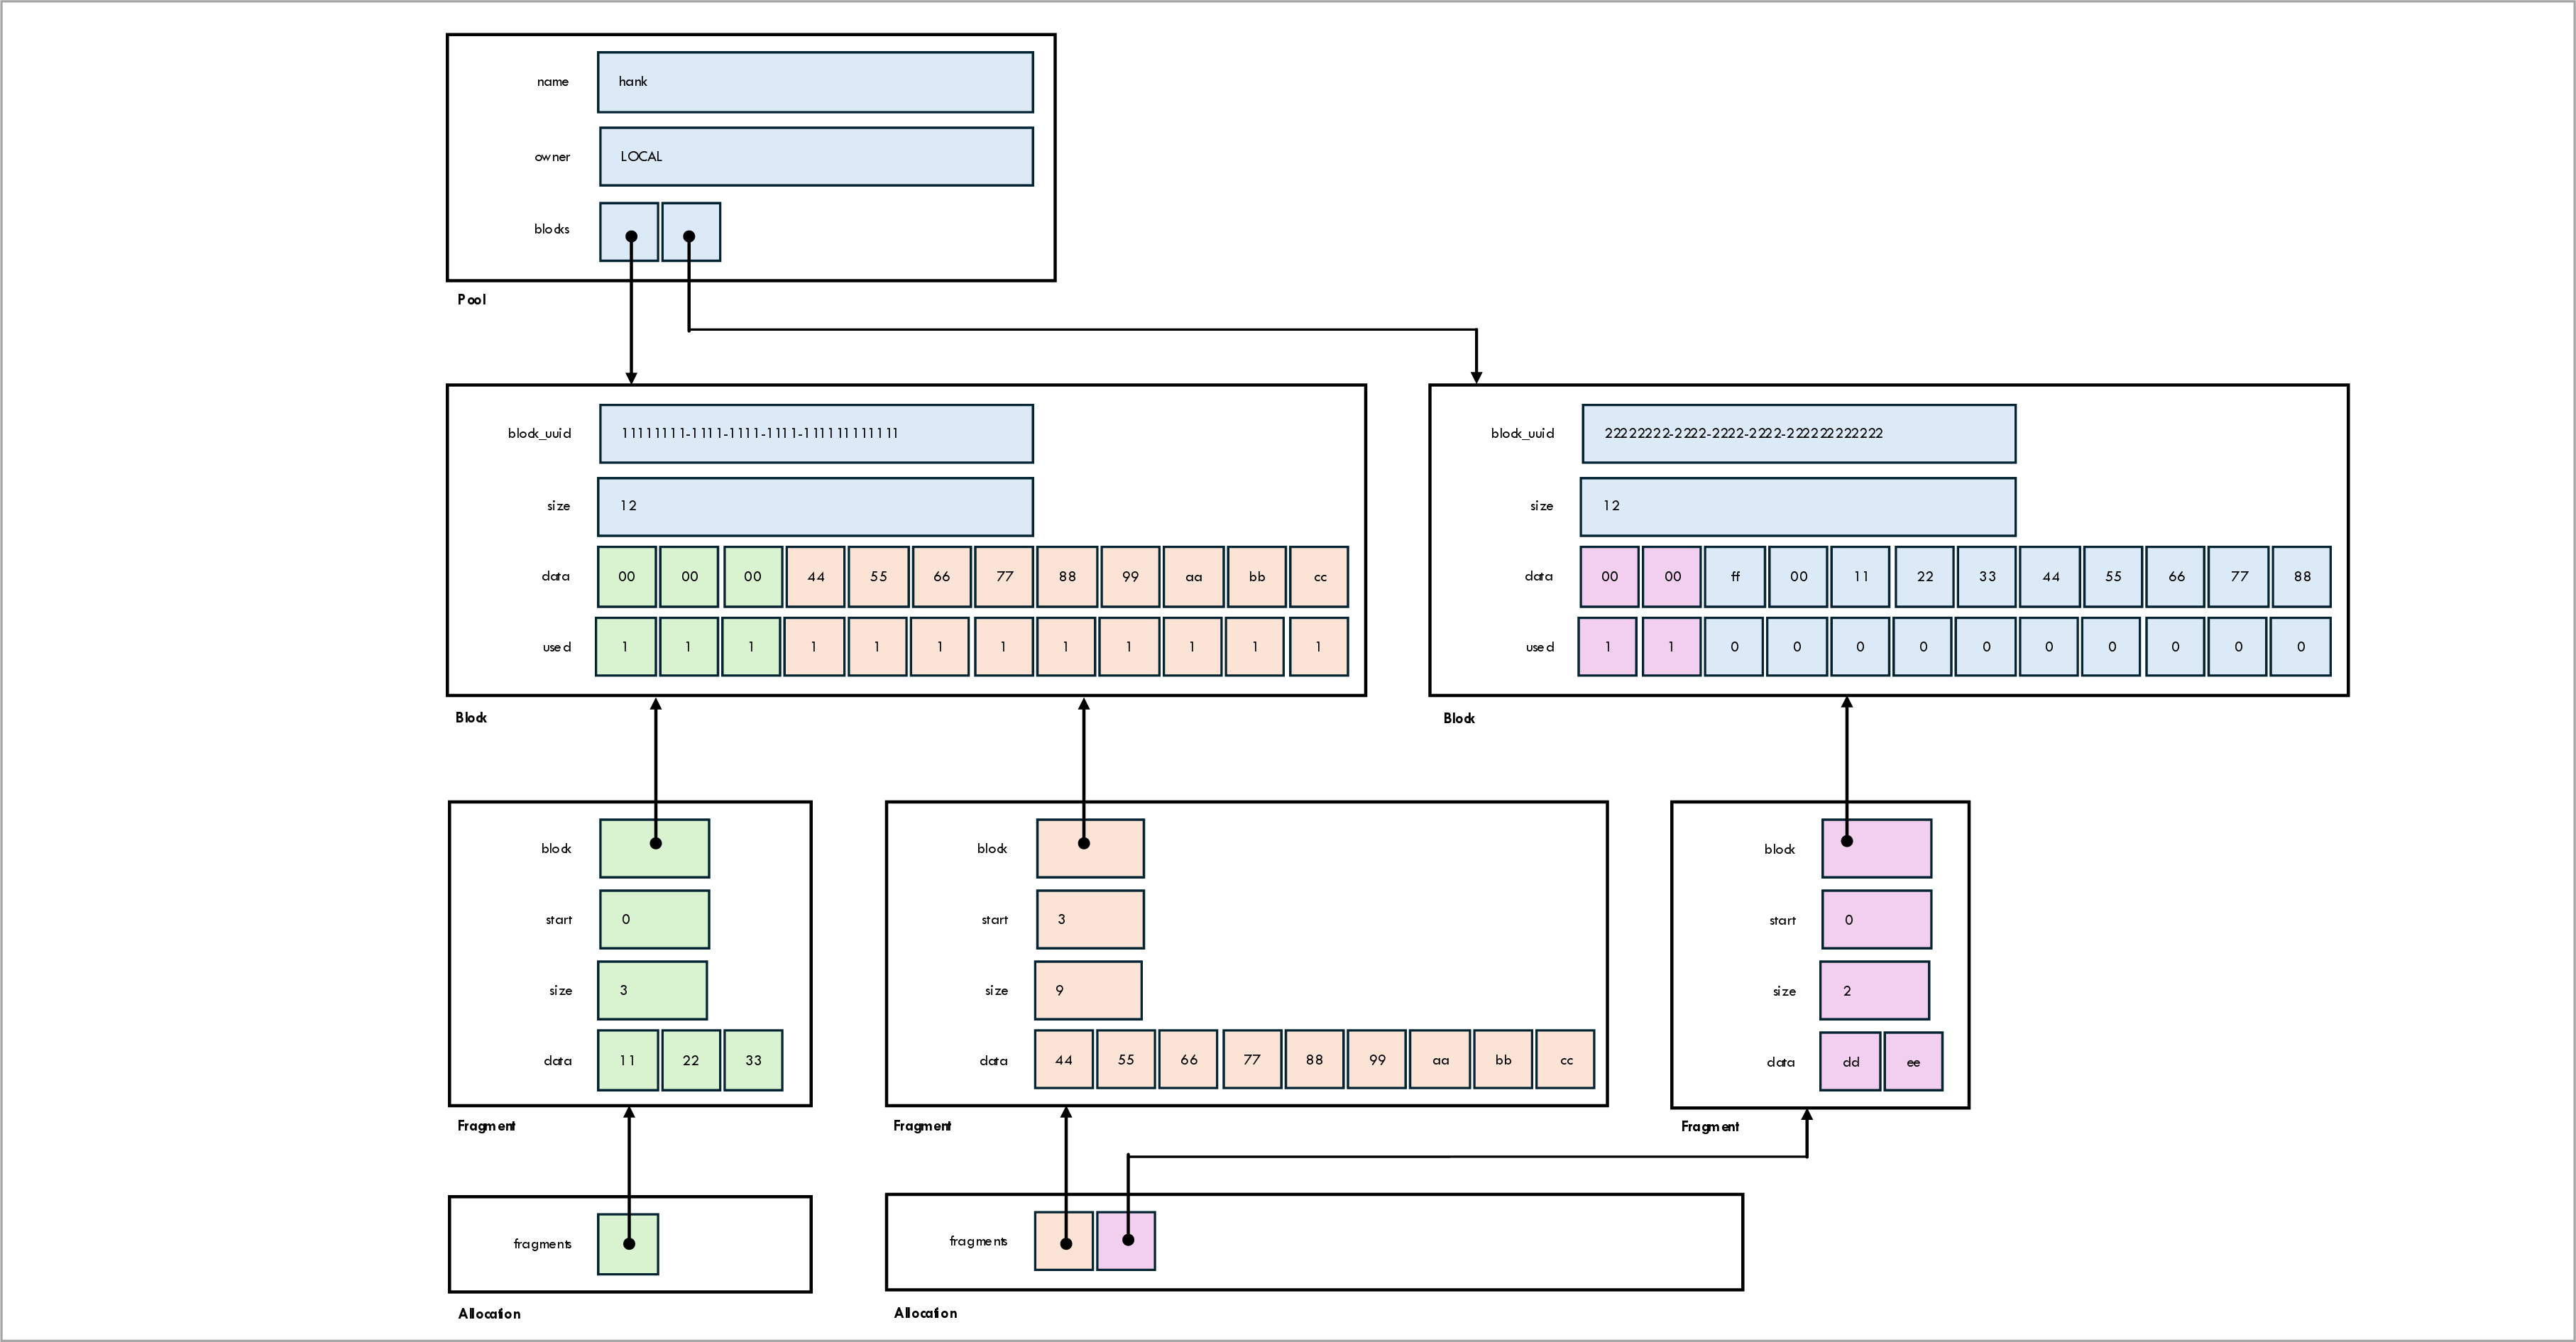 name hank
owner LOCAL
blocks
Pool
block_uuid 11111111-1111-1111-1111-111111111111
size 12
data 00 00 00 44 55 66 77 88 99 aa bb cc
used 1 1 1 1 1 1 1 1 1 1 1 1
Block
block_uuid 22222222-2222-2222-2222-222222222222
size 12
data 00 00 ff 00 11 22 33 44 55 66 77 88
used 1 1 0 0 0 0 0 0 0 0 0 0
Block
block
start 0
size 3
data 11 22 33
Fragment
block
start 3
size 9
data 44 55 66 77 88 99 aa bb cc
Fragment
block
start 0
size 2
data dd ee
Fragment
fragments
Allocation
fragments
Allocation